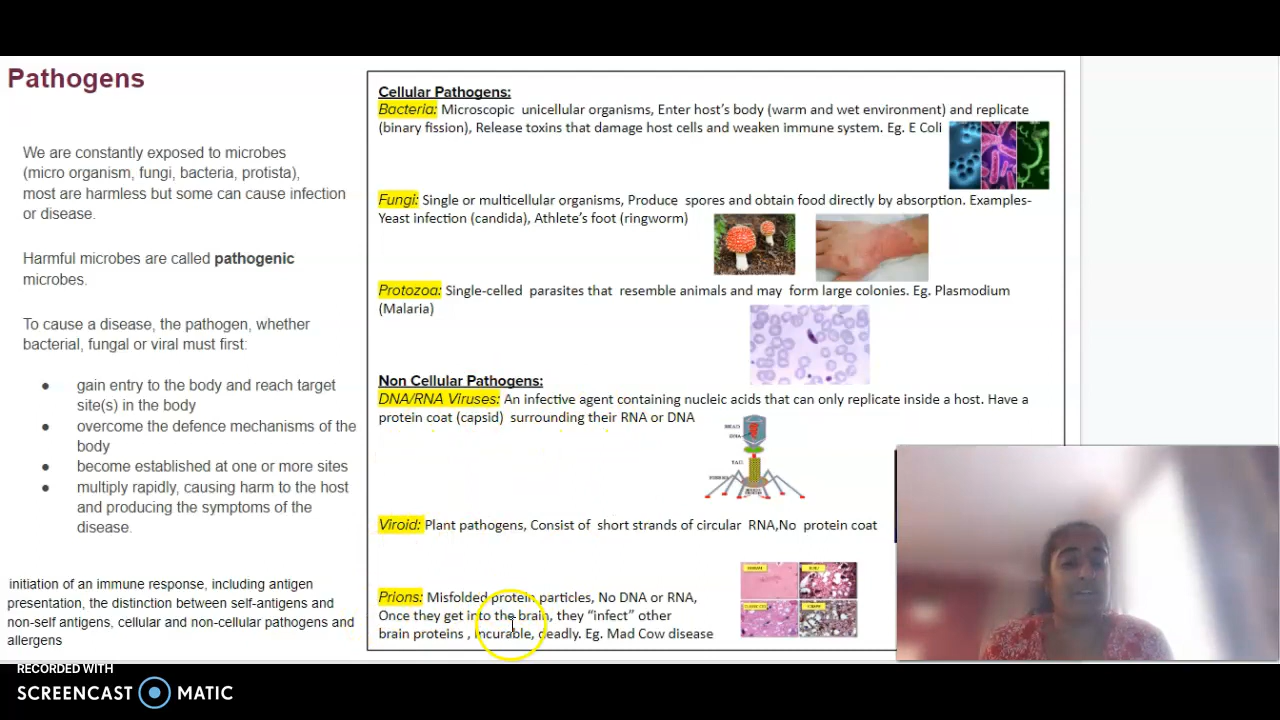 Pathogens
We are constantly exposed to microbes
(micro organism, fungi, bacteria, protista),
most are harmless but some can cause infection
or disease.
Harmful microbes are called pathogenic
microbes.
To cause a disease, the pathogen, whether
bacterial, fungal or viral must first:
● gain entry to the body and reach target
site(s) in the body
● overcome the defence mechanisms of the
body
● become established at one or more sites
● multiply rapidly, causing harm to the host
and producing the symptoms of the
disease.
initiation of an immune response, including antigen
presentation, the distinction between self-antigens and
non-self antigens, cellular and non-cellular pathogens and
allergens
Cellular Pathogens:
Bacteria: Microscopic unicellular organisms, Enter host's body (warm and wet environment) and replicate
(binary fission), Release toxins that damage host cells and weaken immune system. Eg. E Coli
Fungi: Single or multicellular organisms, Produce spores and obtain food directly by absorption. Examples-
Yeast infection (candida), Athlete's foot (ringworm)
Protozoa: Single-celled parasites that resemble animals and may form large colonies. Eg. Plasmodium
(Malaria)
Non Cellular Pathogens:
DNA/RNA Viruses: An infective agent containing nucleic acids that can only replicate inside a host. Have a
protein coat (capsid) surrounding their RNA or DNA
HEAD
DNA
TAIL
Viroid: Plant pathogens, Consist of short strands of circular RNA,No protein coat
Prions: Misfolded protein particles, No DNA or RNA,
Once they get into the brain, they “infect” other
brain proteins , incurable, deadly. Eg. Mad Cow disease
RECORDED WITH
SCREENCAST MATIC